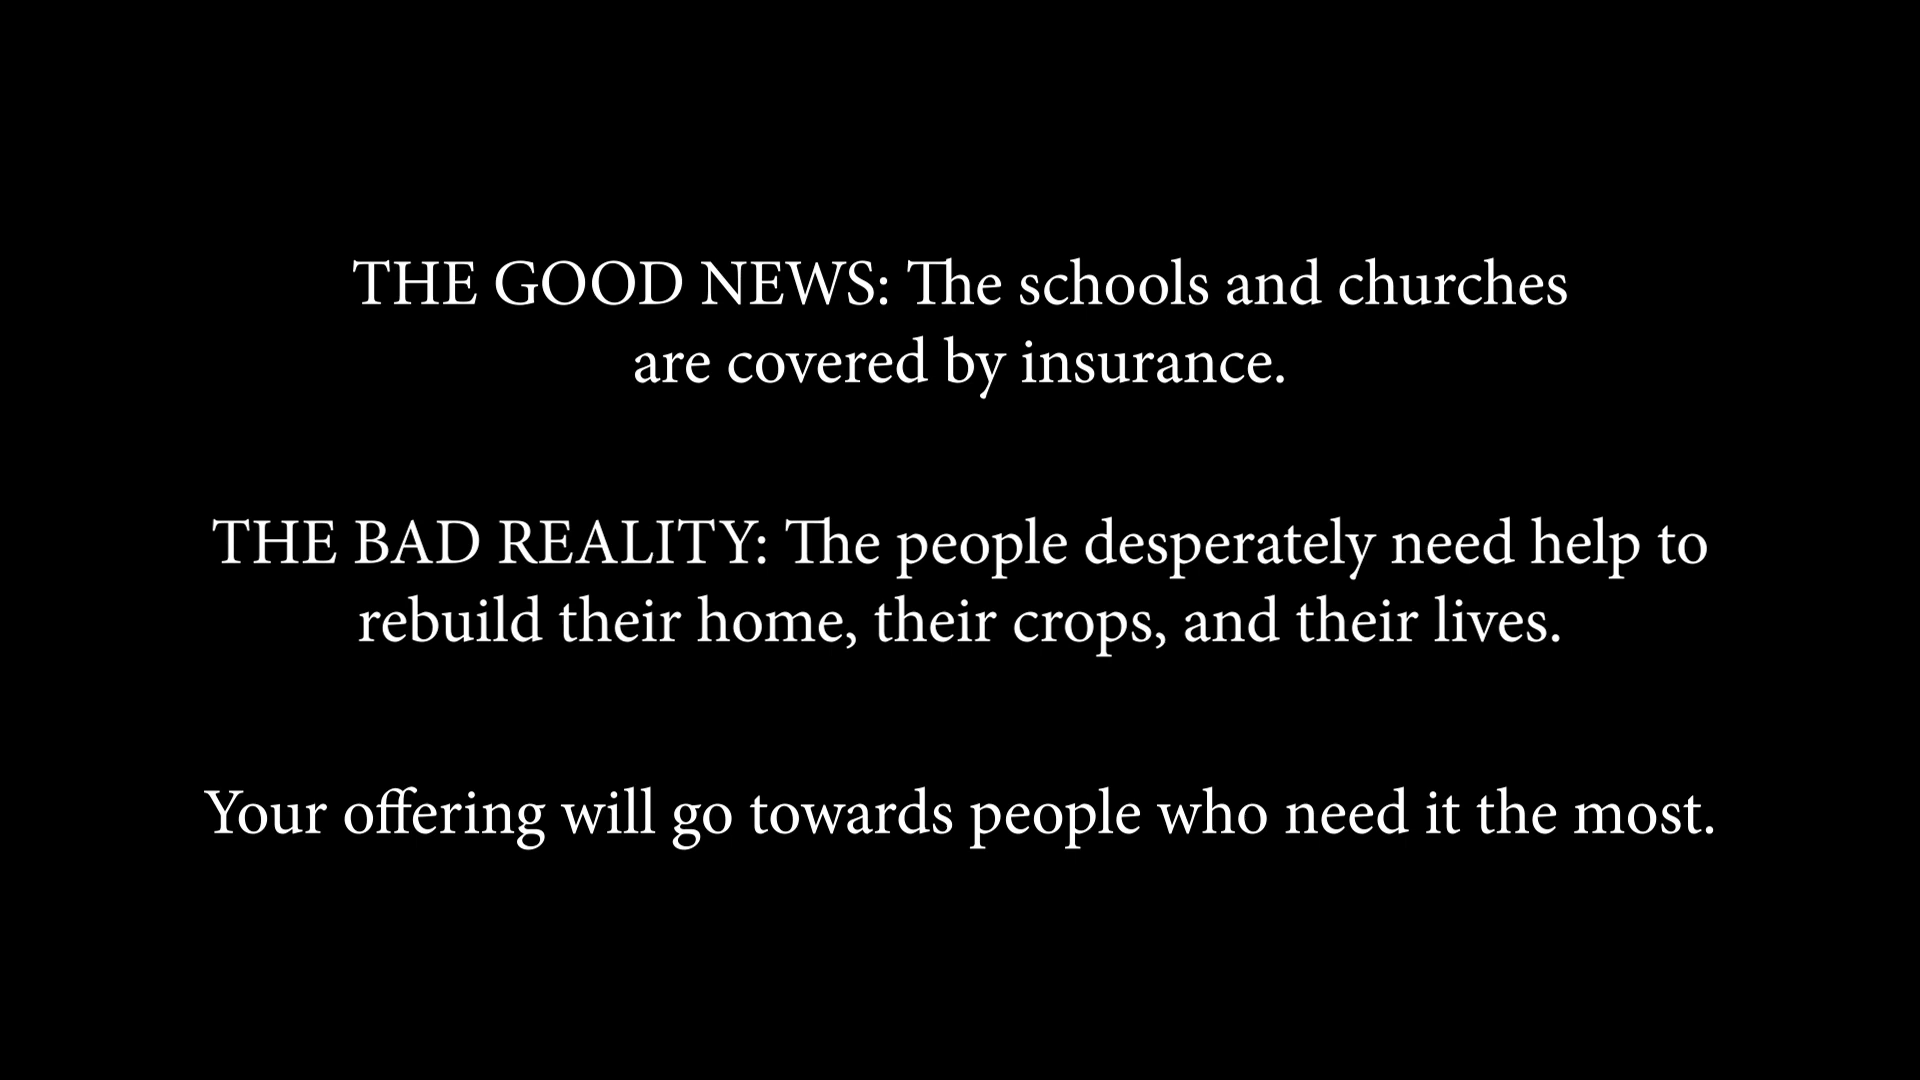 THE GOOD NEWS: The schools and churches
are covered by insurance.
THE BAD REALITY: The people desperately need help to
rebuild their home, their crops, and their lives.
Your offering will go towards people who need it the most.